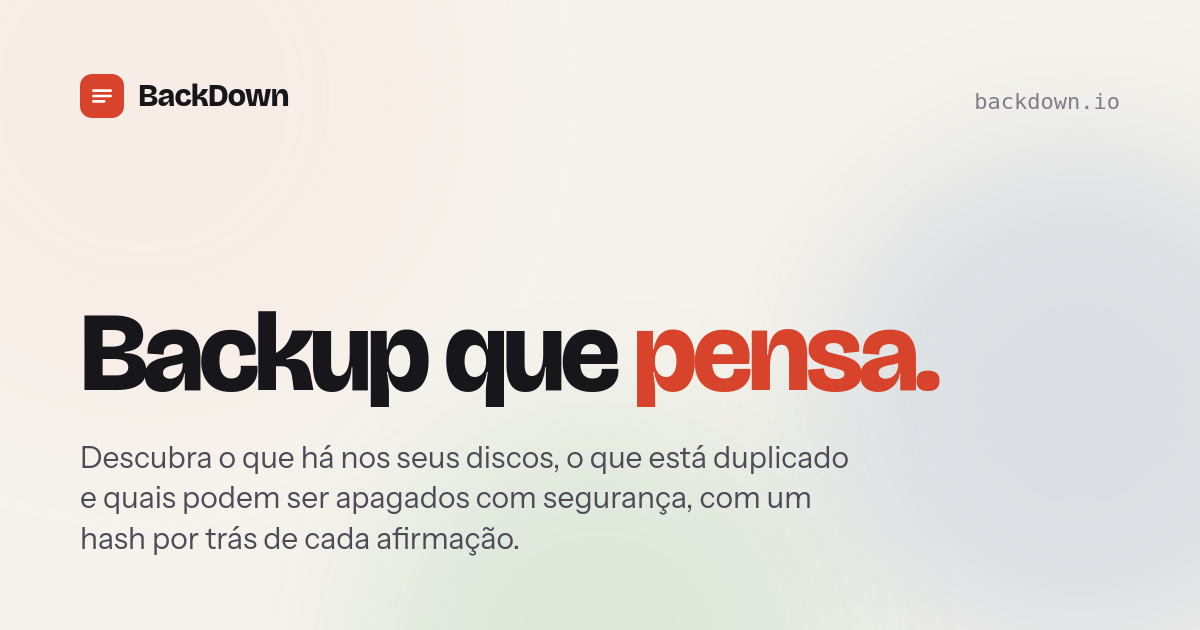 BackDown
backdown.io
Backup que pensa.
Descubra o que há nos seus discos, o que está duplicado
e quais podem ser apagados com segurança, com um
hash por trás de cada afirmação.